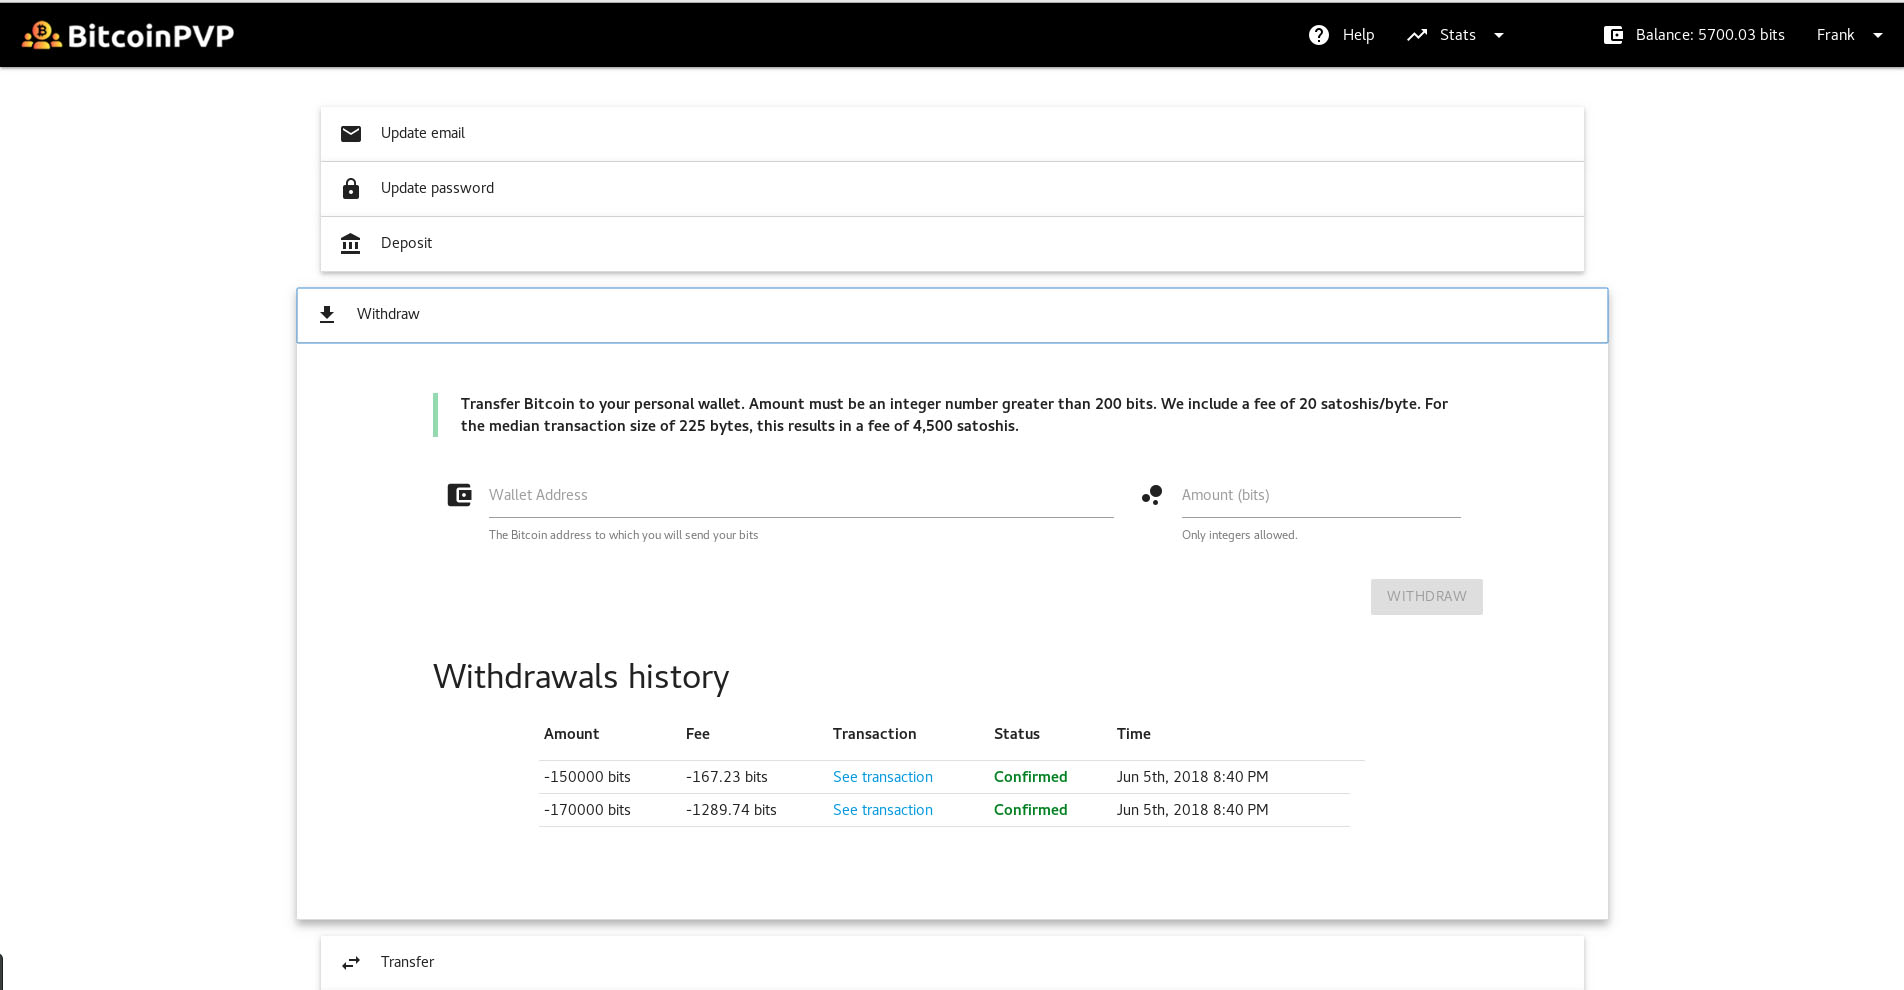 BitcoinPVP
Help
Stats
Balance: 5700.03 bits
Frank
Update email
Update password
Deposit
Withdraw
Transfer Bitcoin to your personal wallet. Amount must be an integer number greater than 200 bits. We include a fee of 20 satoshis/byte. For
the median transaction size of 225 bytes, this results in a fee of 4,500 satoshis.
Wallet Address
Amount (bits)
The Bitcoin address to which you will send your bits
Only integers allowed.
WITHDRAW
Withdrawals history
Amount Fee Transaction Status Time
-150000 bits -167.23 bits See transaction Confirmed Jun 5th, 2018 8:40 PM
-170000 bits -1289.74 bits See transaction Confirmed Jun 5th, 2018 8:40 PM
Transfer